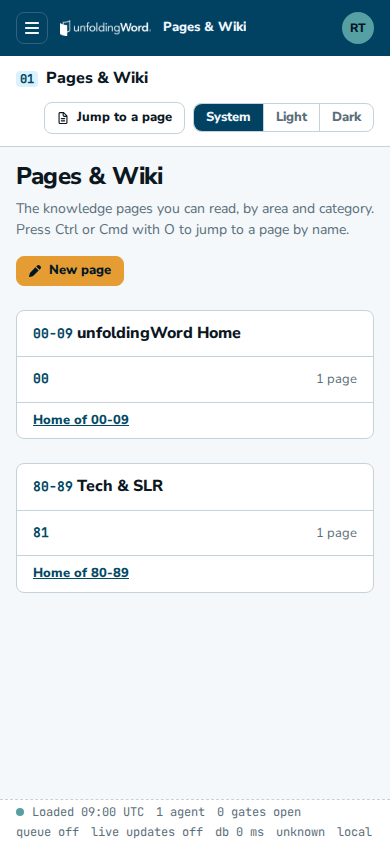 unfoldingWord. Pages & Wiki RT
01 Pages & Wiki
Jump to a page System Light Dark
Pages & Wiki
The knowledge pages you can read, by area and category.
Press Ctrl or Cmd with O to jump to a page by name.
New page
00-09 unfoldingWord Home
00 1 page
Home of 00-09
80-89 Tech & SLR
81 1 page
Home of 80-89
Loaded 09:00 UTC 1 agent 0 gates open
queue off live updates off db 0 ms unknown local